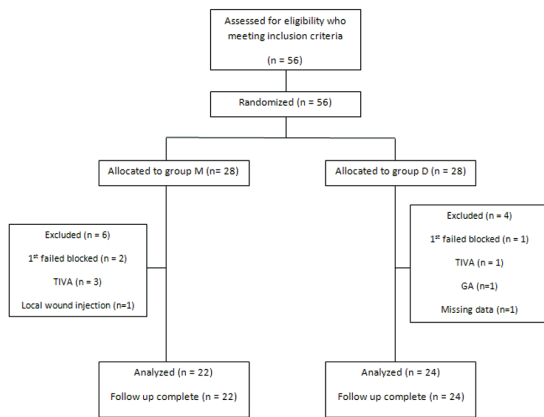 Assessed for eligibility who
meeting inclusion criteria
(n = 56)
Randomized (n = 56)
Allocated to group M (n= 28)
Allocated to group D (n = 28)
Excluded (n = 6)
1st failed blocked (n = 2)
TIVA (n = 3)
Local wound injection (n=1)
Excluded (n = 4)
1st failed blocked (n = 1)
TIVA (n = 1)
GA (n=1)
Missing data (n=1)
Analyzed (n = 22)
Follow up complete (n = 22)
Analyzed (n = 24)
Follow up complete (n = 24)